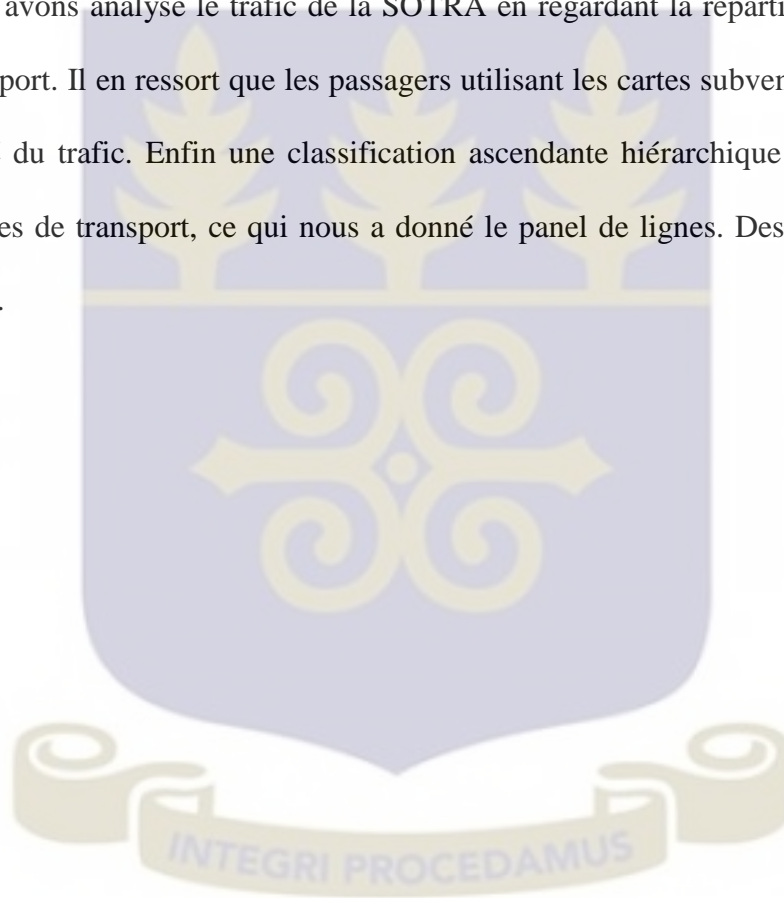 avons analysé le trafic de la SOTRA en regardant la réparti
port. Il en ressort que les passagers utilisant les cartes subver
du trafic. Enfin une classification ascendante hiérarchique
es de transport, ce qui nous a donné le panel de lignes. Des
.
INTEGRI PROCEDAMUS